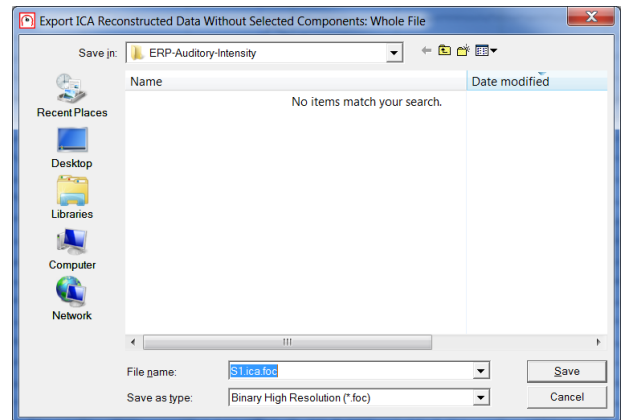 Export ICA Reconstructed Data Without Selected Components: Whole File
Save in: ERP-Auditory-Intensity
Name Date modified
No items match your search.
Recent Places
Desktop
Libraries
Computer
Network
File name: S1.ica.foc Save
Save as type: Binary High Resolution (*.foc) Cancel